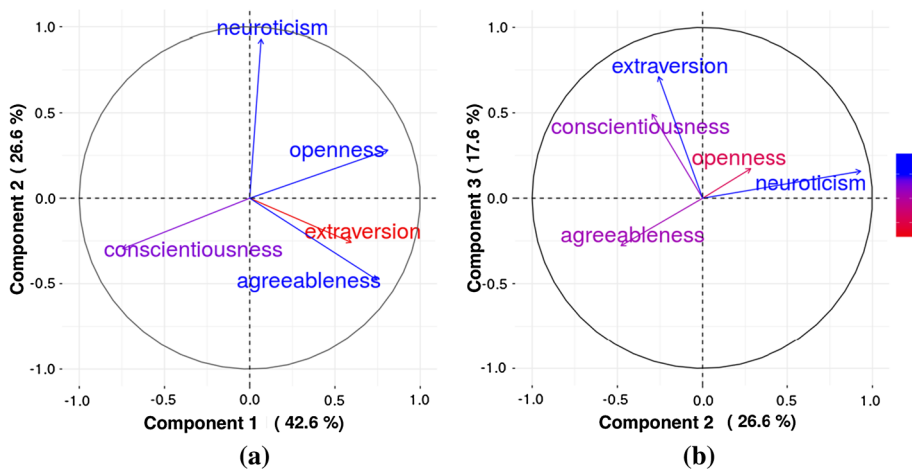 neuroticism
openness
extraversion
conscientiousness
agreeableness
1.0
0.5
0.0
-0.5
-1.0
-1.0
-0.5
0.0
0.5
1.0
Component 2 (26.6 %)
Component 1 ( 42.6 %)
(a)
extraversion
conscientiousness
openness
neuroticism
agreeableness
1.0
0.5
0.0
-0.5
-1.0
-1.0
-0.5
0.0
0.5
1.0
Component 3 (17.6 %)
Component 2 ( 26.6 %)
(b)